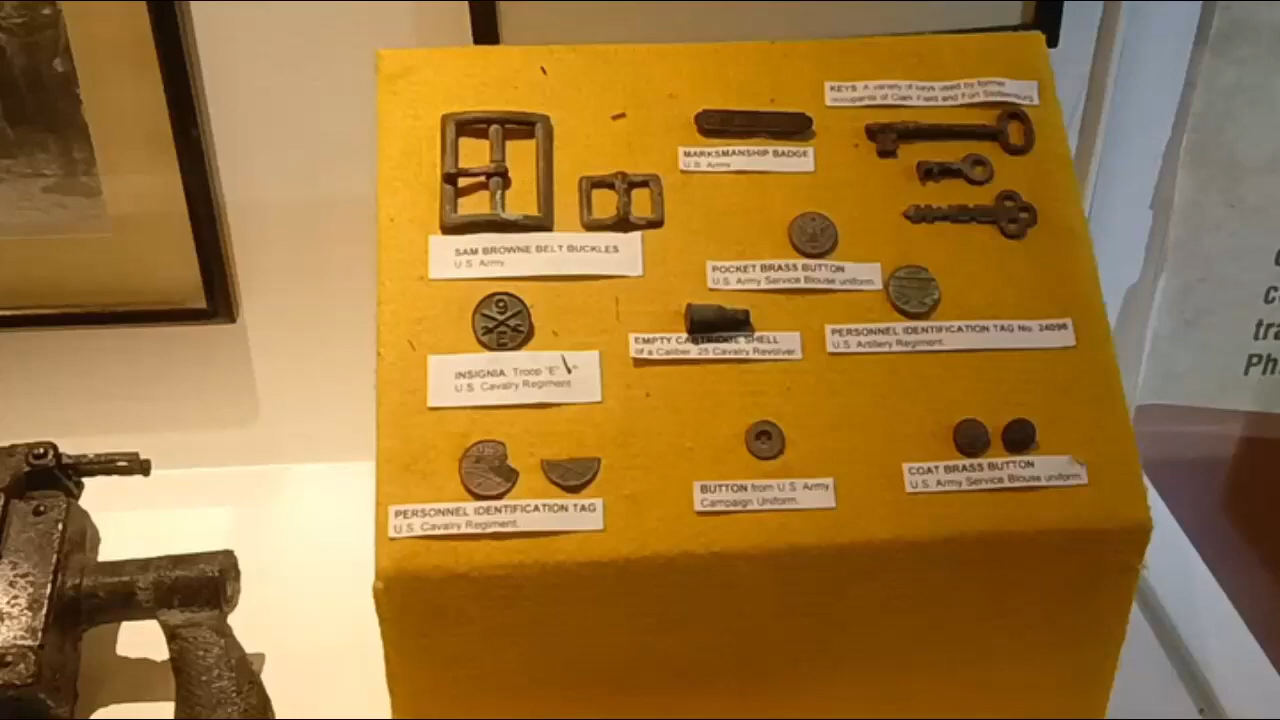 KEYS. A variety of keys used by former
occupants of Clark Field and Fort Stotsenburg.
MARKSMANSHIP BADGE
U.S. Army
SAM BROWNE BELT BUCKLES
U.S. Army
POCKET BRASS BUTTON
U.S. Army Service Blouse uniform.
9
E
EMPTY CARTRIDGE SHELL
of a Caliber .25 Cavalry Revolver.
PERSONNEL IDENTIFICATION TAG No. 24096
U.S. Artillery Regiment.
INSIGNIA. Troop "E"
U.S. Cavalry Regiment
COAT BRASS BUTTON
U.S. Army Service Blouse uniform.
BUTTON from U.S. Army
Campaign Uniform.
PERSONNEL IDENTIFICATION TAG
U.S. Cavalry Regiment.
tra
Ph